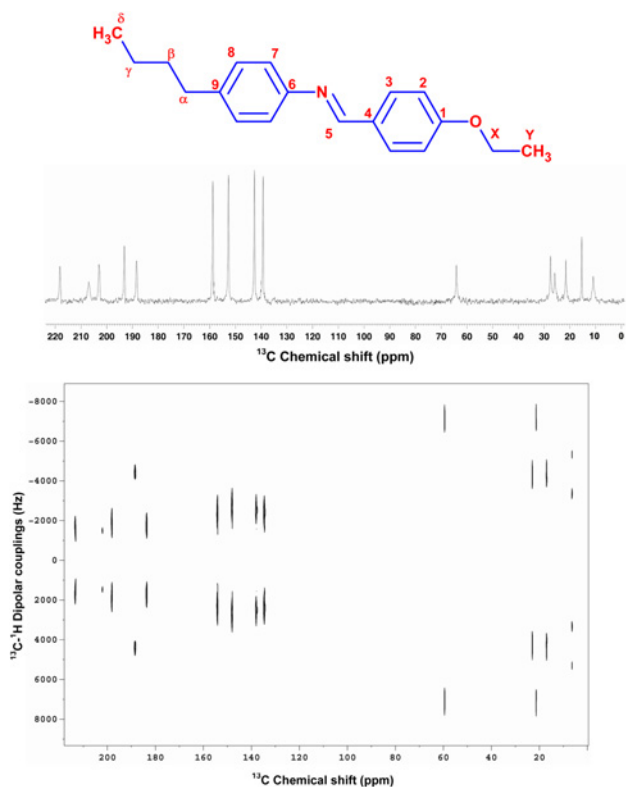 H₃C δ
γ
β
α
9
8
7
6
N
5
4
3
2
1
O
X
Y
CH₃
220 210 200 190 180 170 160 150 140 130 120 110 100 90 80 70 60 50 40 30 20 10 0
¹³C Chemical shift (ppm)
¹³C-¹H Dipolar couplings (Hz)
-8000
-6000
-4000
-2000
0
2000
4000
6000
8000
200 180 160 140 120 100 80 60 40 20
¹³C Chemical shift (ppm)